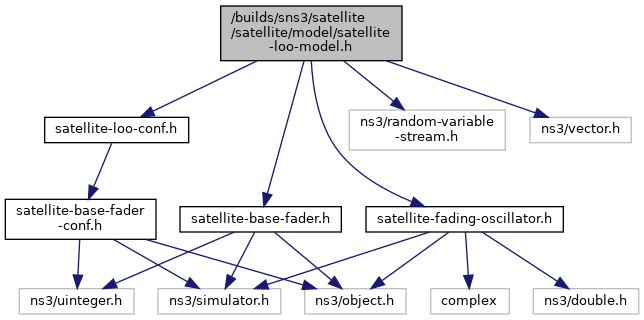 /builds/sns3/satellite
/satellite/model/satellite
-loo-model.h
satellite-loo-conf.h
ns3/random-variable
-stream.h
ns3/vector.h
satellite-base-fader
-conf.h
satellite-base-fader.h
satellite-fading-oscillator.h
ns3/uinteger.h
ns3/simulator.h
ns3/object.h
complex
ns3/double.h